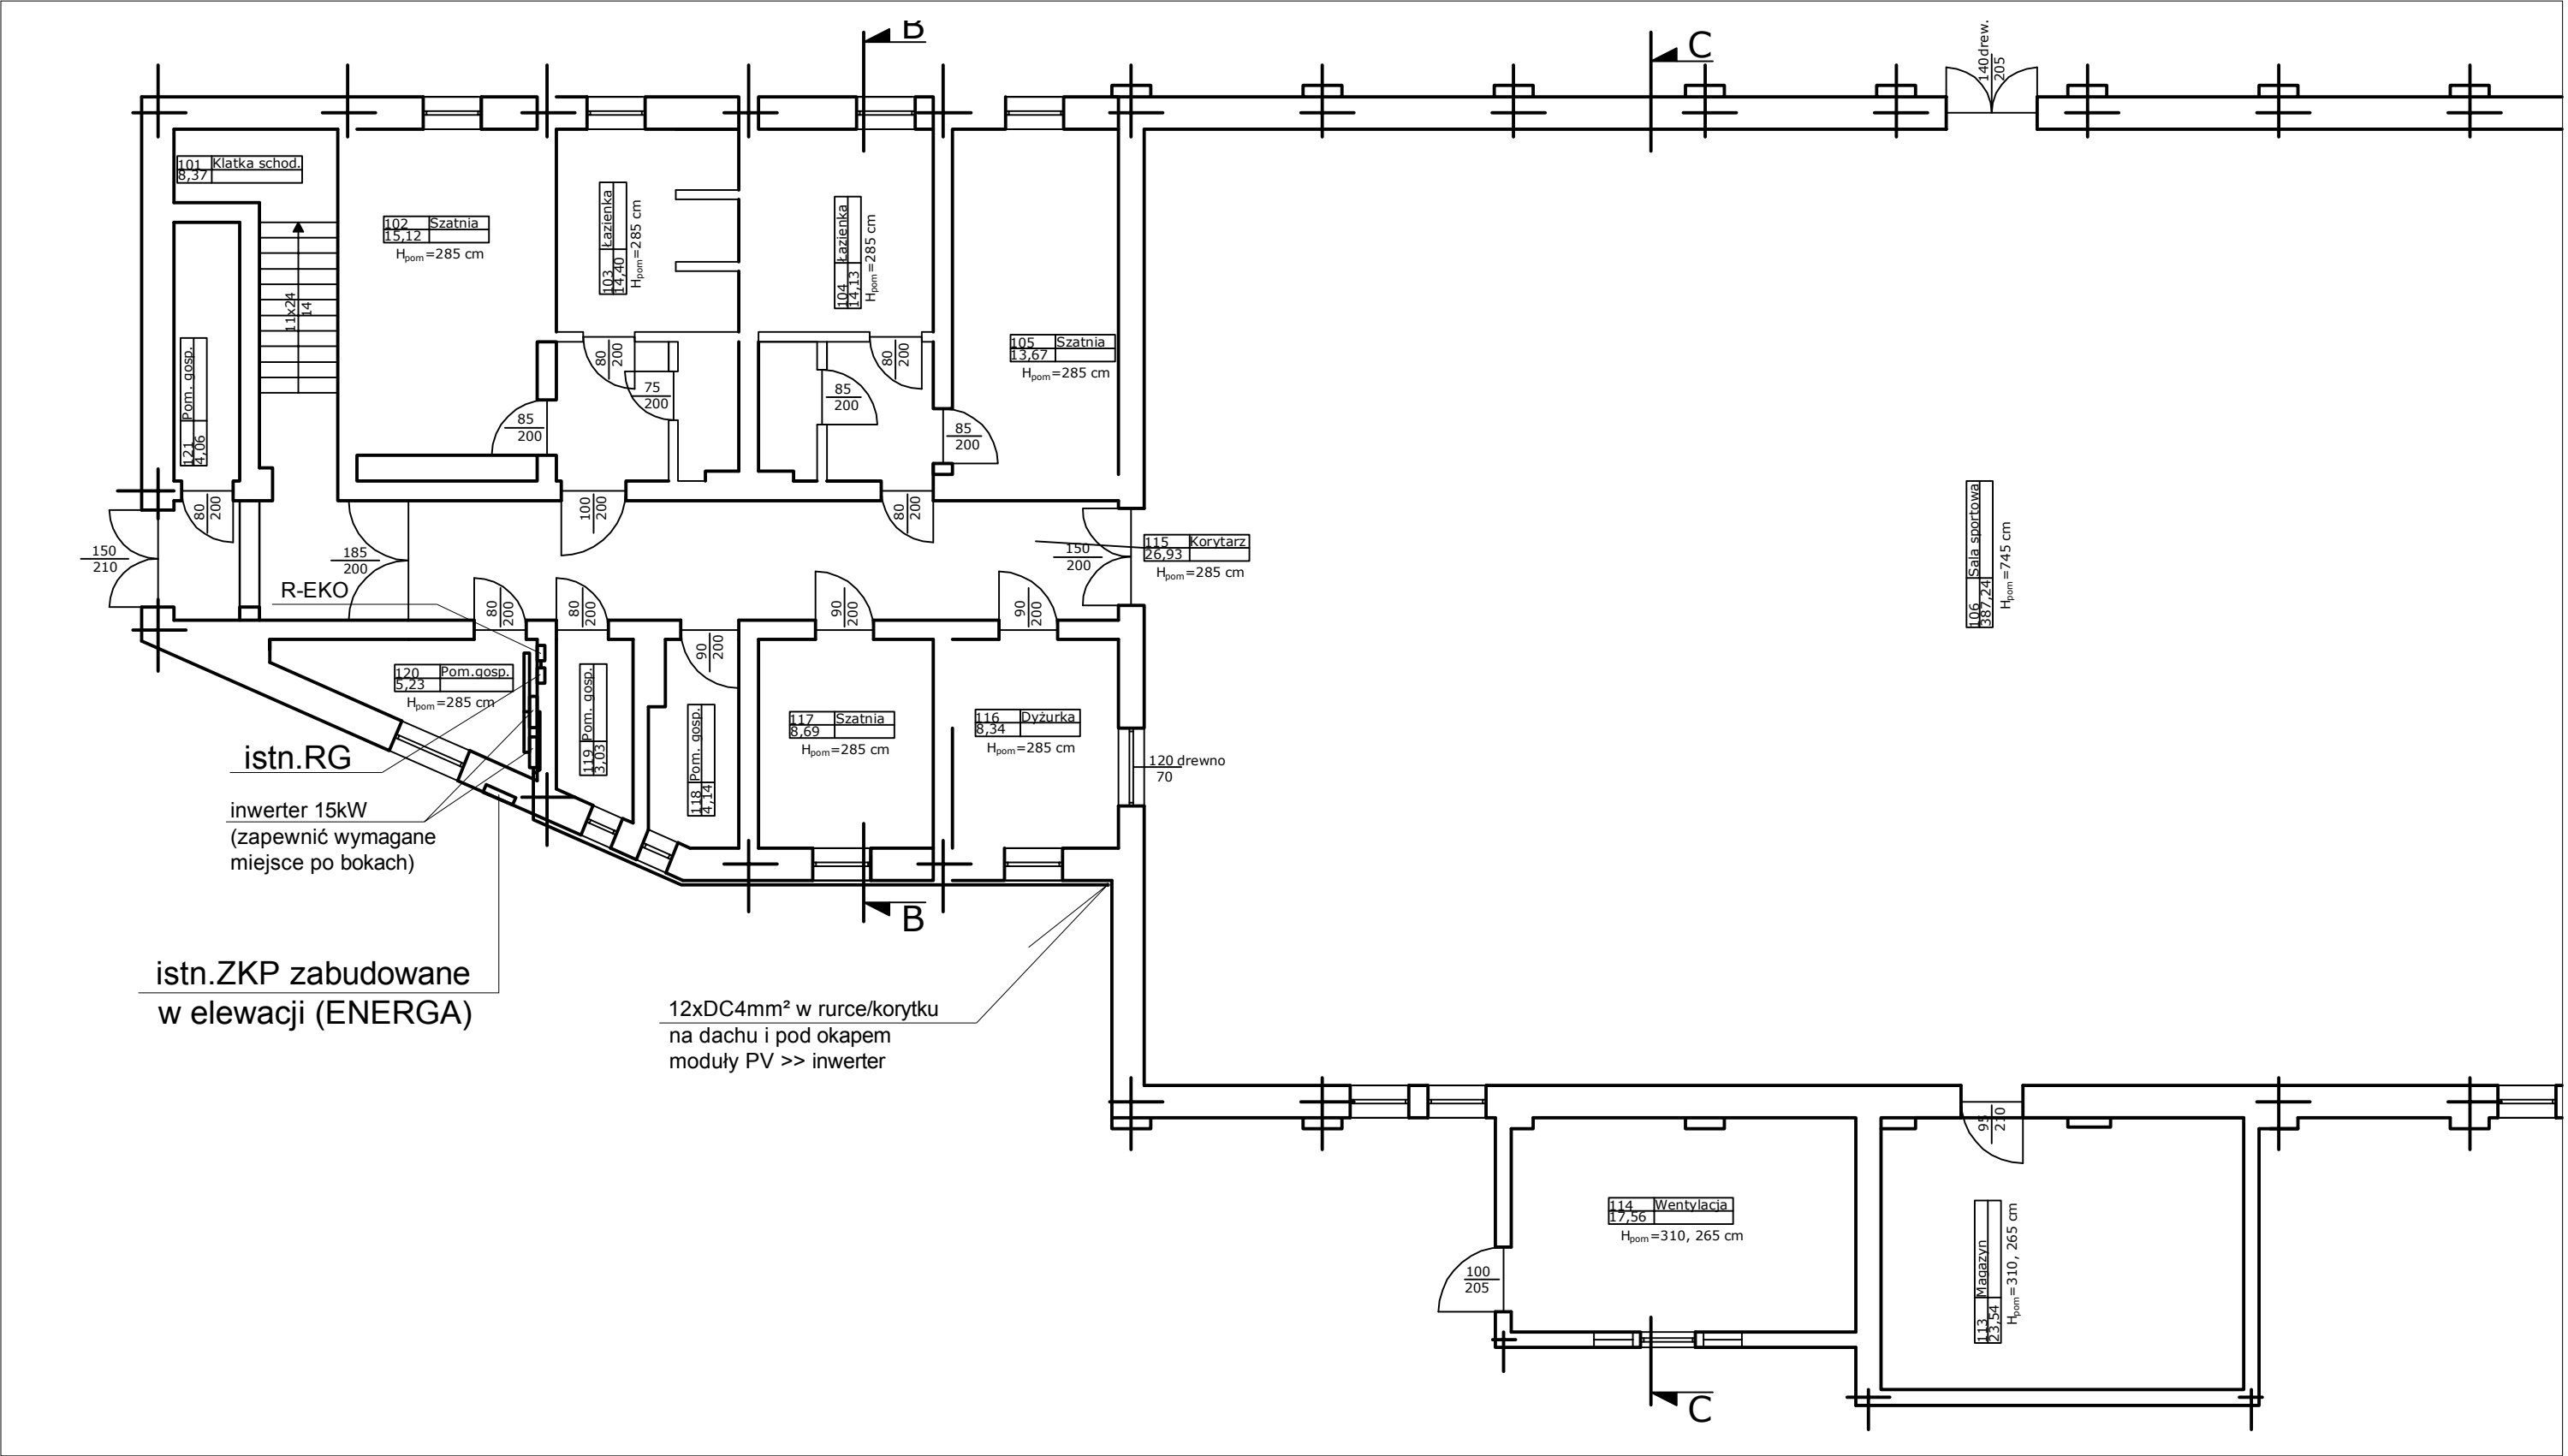 B
C
140drew.
205
101 Klatka schod.
8,37
102 Szatnia
15,12
Hpom=285 cm
103 Łazienka
14,40
Hpom=285 cm
104 Łazienka
14,13
Hpom=285 cm
105 Szatnia
13,67
Hpom=285 cm
11x24
14
121 Pom. gosp.
4,06
80
200
75
200
80
200
85
200
85
200
85
200
80
200
100
200
80
200
150
210
185
200
150
200
115 Korytarz
26,93
Hpom=285 cm
106 Sala sportowa
387,24
Hpom=745 cm
R-EKO
80
200
80
200
90
200
90
200
90
200
120 Pom.gosp.
5,23
Hpom=285 cm
119 Pom. gosp.
3,03
118 Pom. gosp.
4,14
117 Szatnia
8,69
Hpom=285 cm
116 Dyżurka
8,34
Hpom=285 cm
120 drewno
70
istn.RG
inwerter 15kW
(zapewnić wymagane
miejsce po bokach)
B
istn.ZKP zabudowane
w elewacji (ENERGA)
12xDC4mm² w rurce/korytku
na dachu i pod okapem
moduły PV >> inwerter
95
210
114 Wentylacja
17,56
Hpom=310, 265 cm
113 Magazyn
23,54
Hpom=310, 265 cm
100
205
C